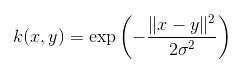 k(x, y) = exp(−‖x − y‖² / 2σ²)